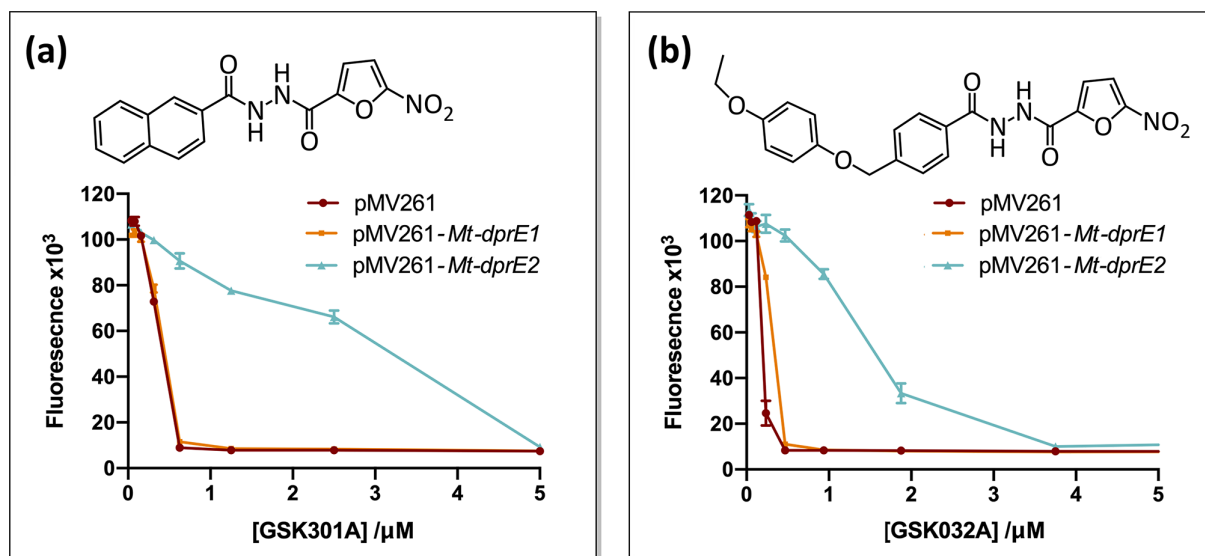 (a)
O
H
N
N
H
O
O
NO2
120
100
80
60
40
20
0
Fluoresecnce x10³
pMV261
pMV261-Mt-dprE1
pMV261-Mt-dprE2
0 1 2 3 4 5
[GSK301A] /µM
(b)
O
O
O
H
N
N
H
O
O
NO2
120
100
80
60
40
20
0
Fluoresecnce x10³
pMV261
pMV261-Mt-dprE1
pMV261-Mt-dprE2
0 1 2 3 4 5
[GSK032A] /µM